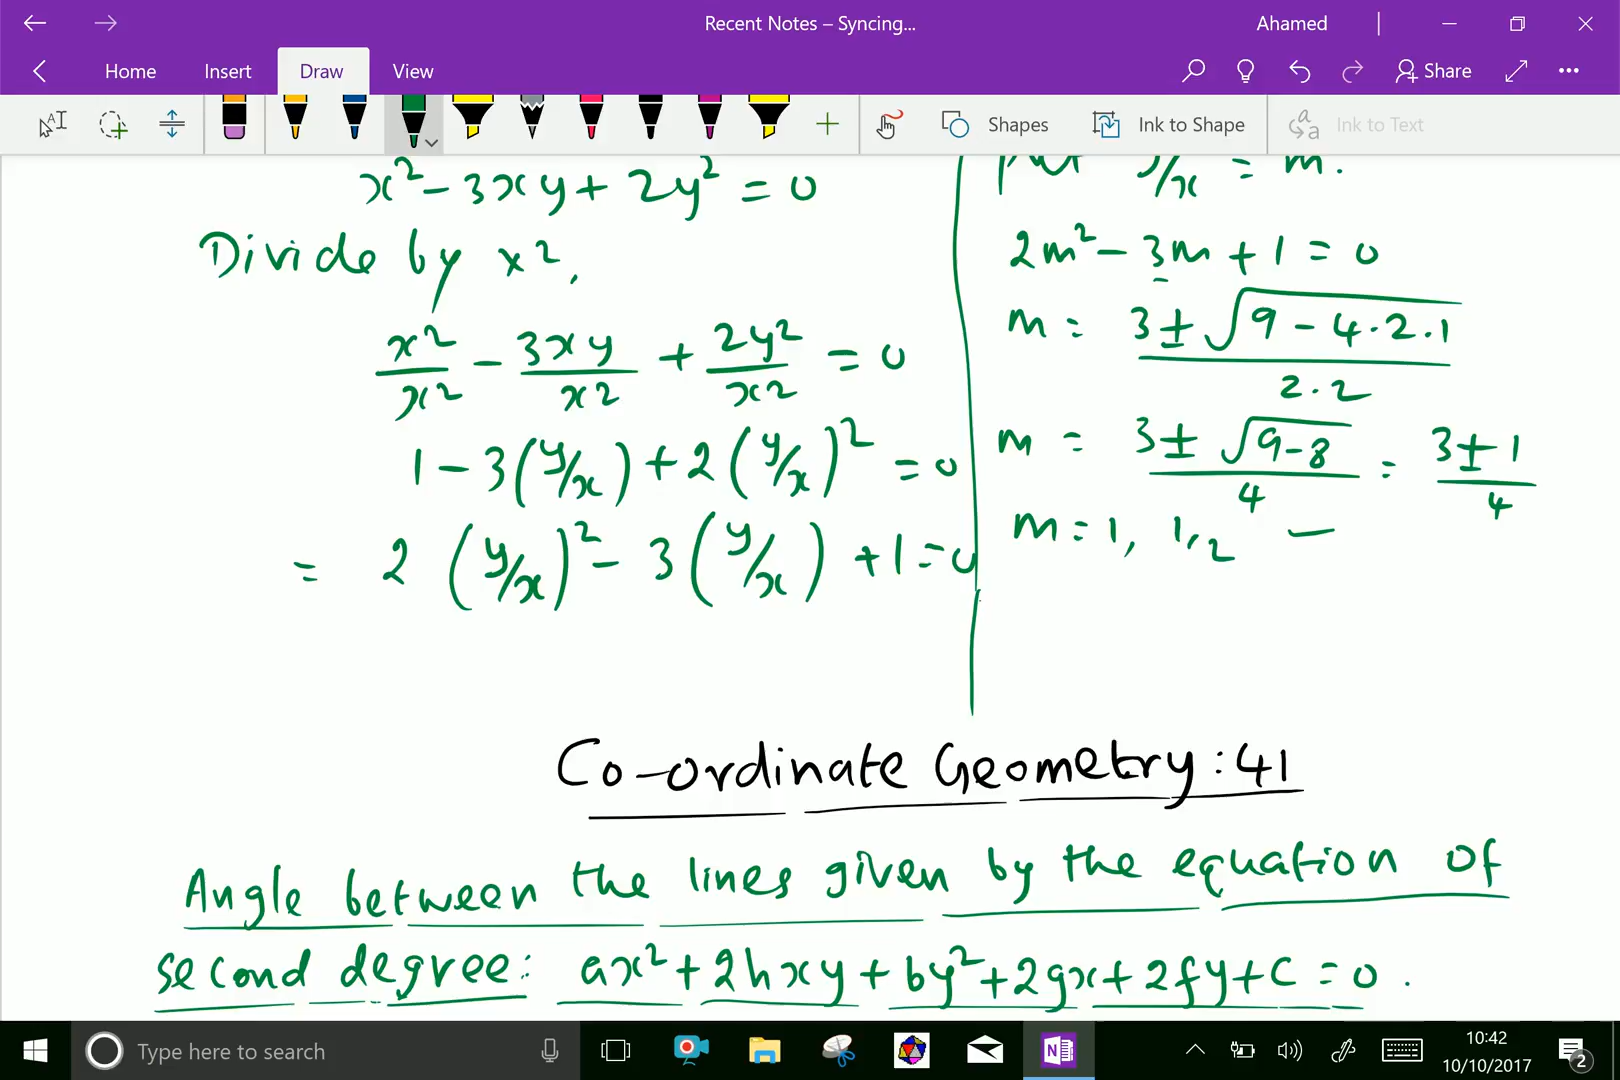 Recent Notes – Syncing...
Ahamed
Home Insert Draw View
Share
Shapes
Ink to Shape
Ink to Text
x² - 3xy + 2y² = 0
Divide by x²,
x²/x² - 3xy/x² + 2y²/x² = 0
1 - 3(y/x) + 2(y/x)² = 0
= 2(y/x)² - 3(y/x) + 1 = 0
put y/x = m.
2m² - 3m + 1 = 0
m = 3 ± √9 - 4·2·1 / 2·2
m = 3 ± √9-8 / 4 = 3 ± 1 / 4
m = 1, 1/2 —
Co-ordinate Geometry: 41
Angle between the lines given by the equation of
second degree: ax² + 2hxy + by² + 2gx + 2fy + c = 0.
Type here to search
10:42
10/10/2017
2